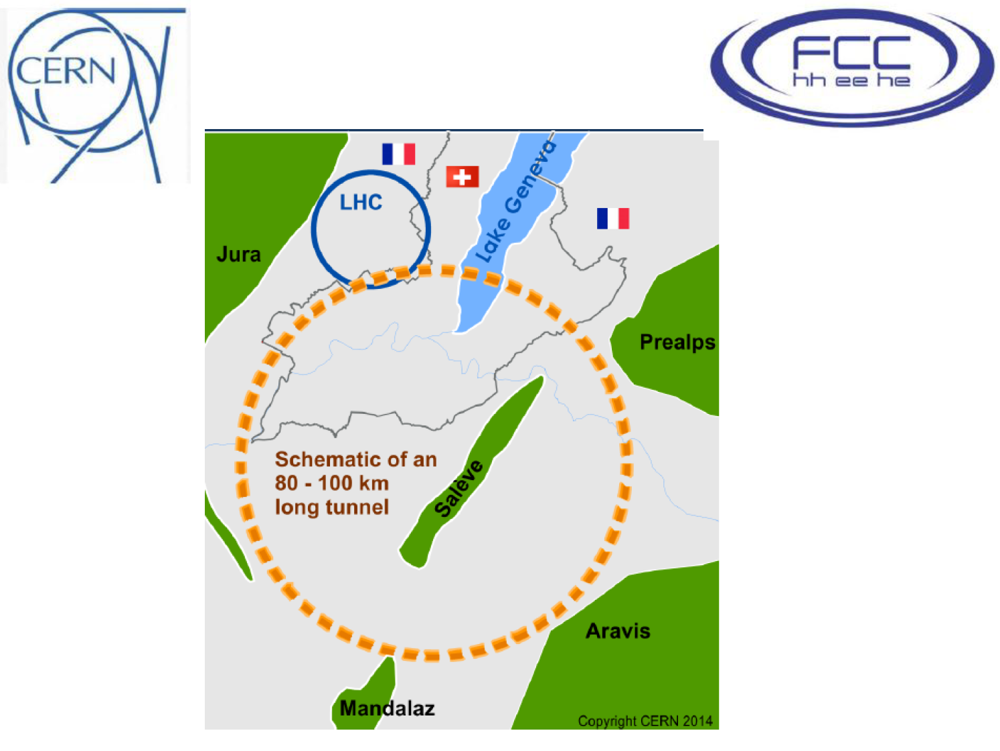 CERN
FCC
hh ee he
LHC
Lake Geneva
Jura
Prealps
Schematic of an
80 - 100 km
long tunnel
Salève
Aravis
Mandalaz
Copyright CERN 2014